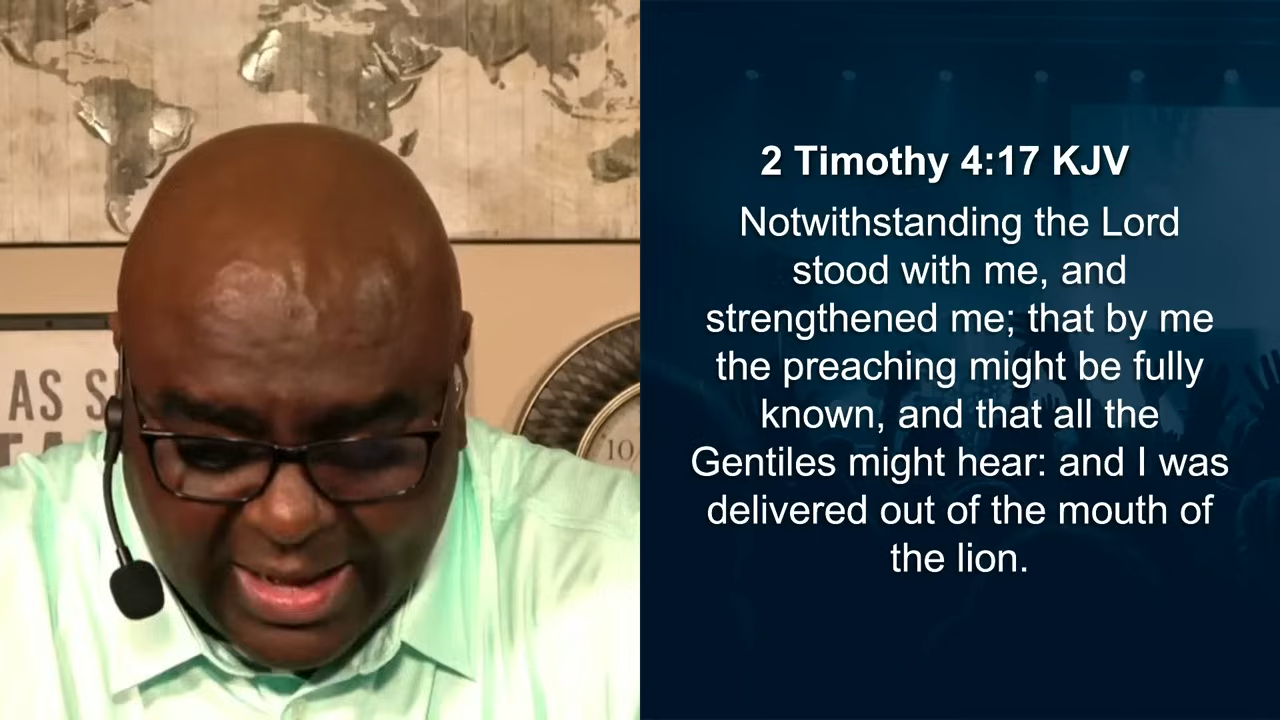 AS S
10
2 Timothy 4:17 KJV
Notwithstanding the Lord
stood with me, and
strengthened me; that by me
the preaching might be fully
known, and that all the
Gentiles might hear: and I was
delivered out of the mouth of
the lion.